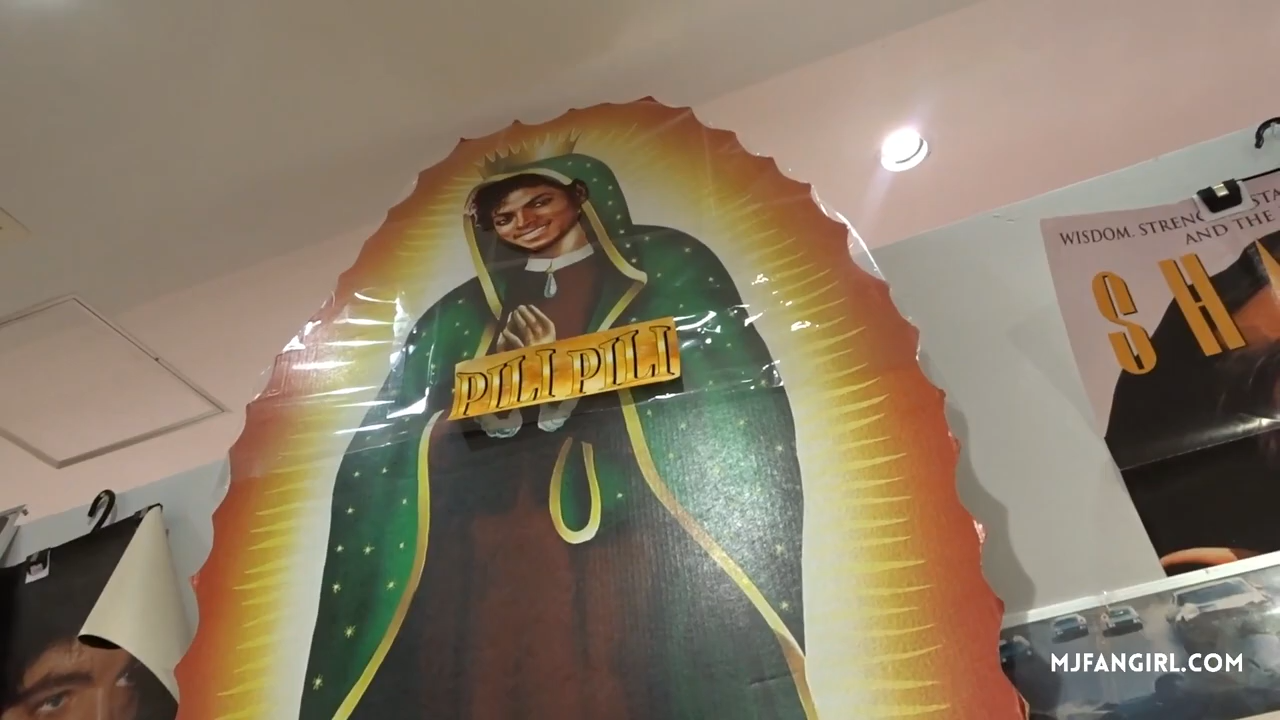 PILI PILI
WISDOM. STRENG
AND THE
SH
MJFANGIRL.COM